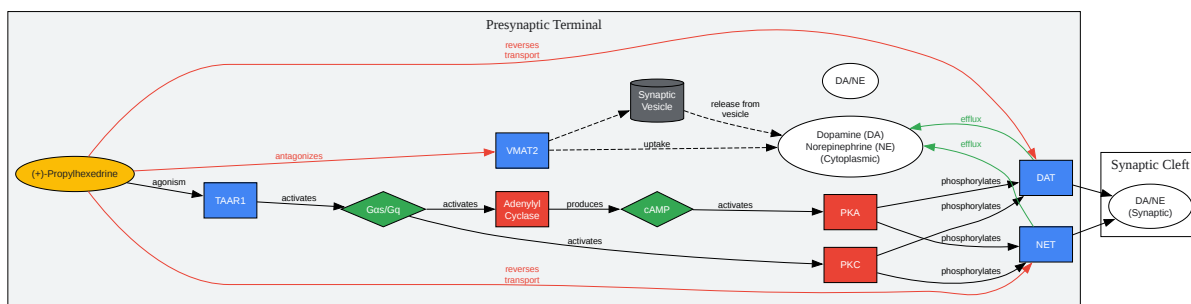 Presynaptic Terminal
reverses
transport
DA/NE
Synaptic
Vesicle
release from
vesicle
efflux
Dopamine (DA)
Norepinephrine (NE)
(Cytoplasmic)
VMAT2
uptake
efflux
antagonizes
(+)-Propylhexedrine
agonism
TAAR1
activates
Gαs/Gq
activates
Adenylyl
Cyclase
produces
cAMP
activates
PKA
phosphorylates
DAT
phosphorylates
Synaptic Cleft
DA/NE
(Synaptic)
activates
PKC
phosphorylates
NET
phosphorylates
reverses
transport